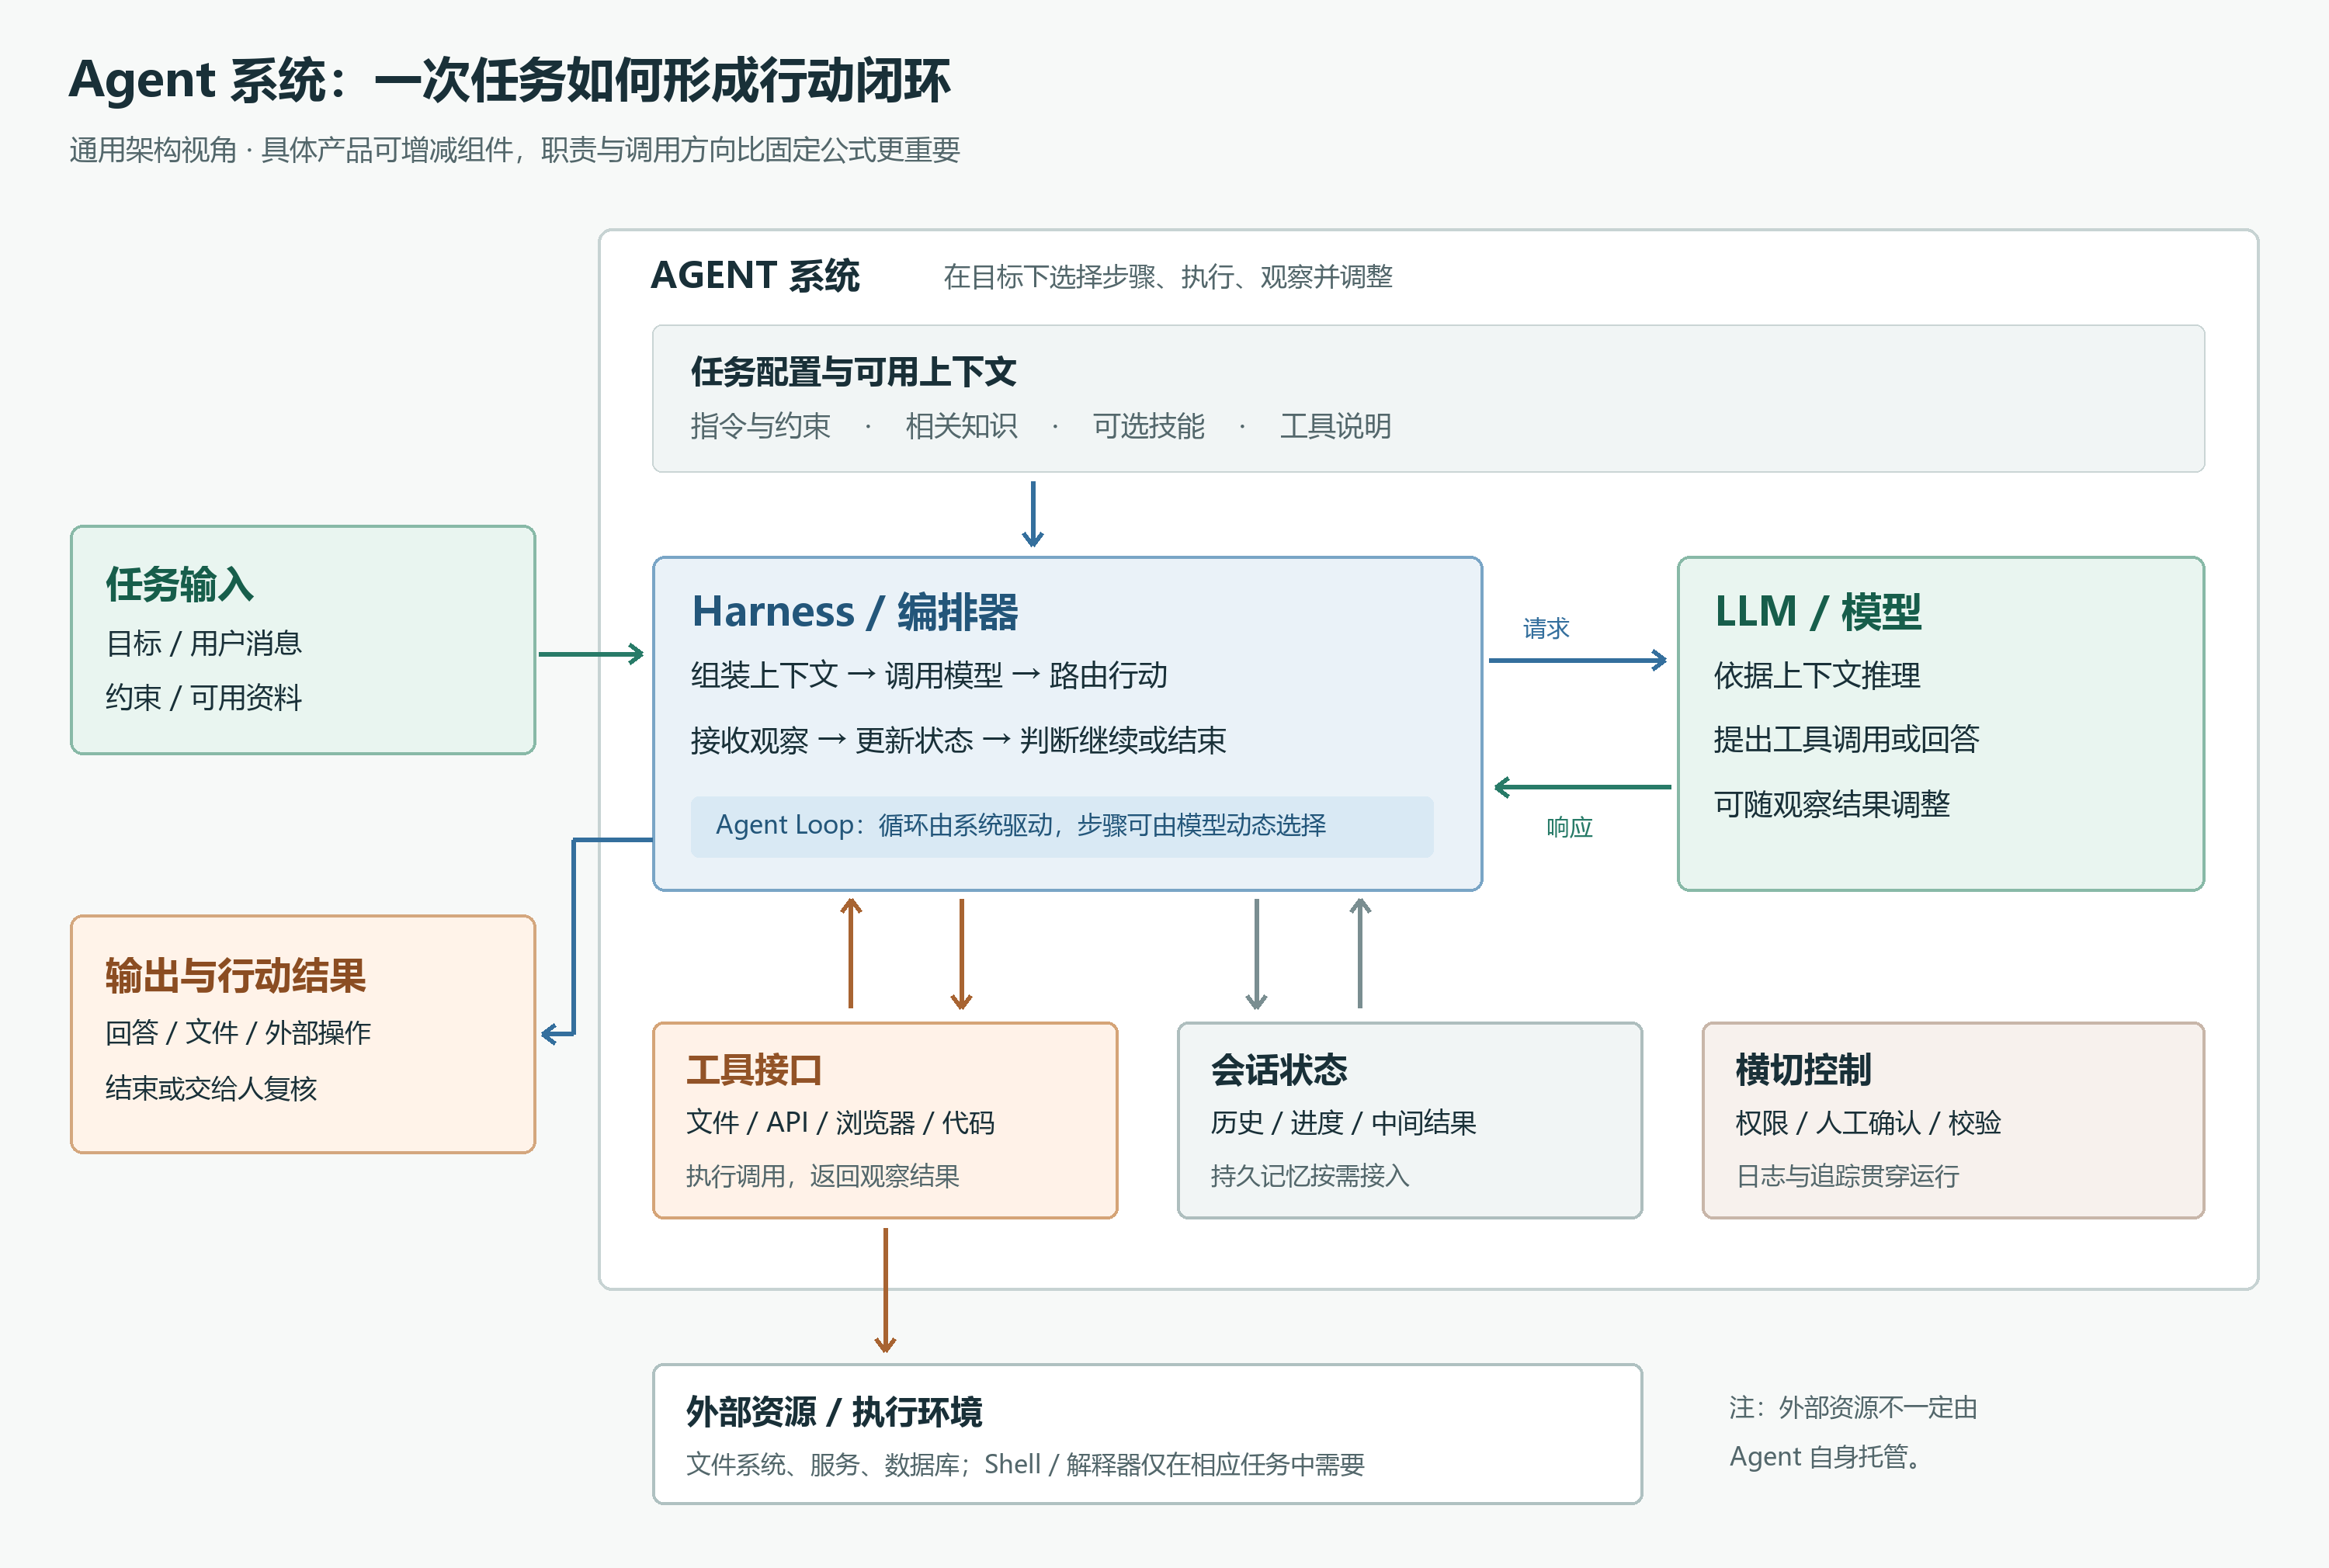 Agent 系统：一次任务如何形成行动闭环
通用架构视角 · 具体产品可增减组件，职责与调用方向比固定公式更重要
AGENT 系统 在目标下选择步骤、执行、观察并调整
任务配置与可用上下文
指令与约束 · 相关知识 · 可选技能 · 工具说明
任务输入
目标 / 用户消息
约束 / 可用资料
Harness / 编排器
组装上下文 → 调用模型 → 路由行动
接收观察 → 更新状态 → 判断继续或结束
Agent Loop：循环由系统驱动，步骤可由模型动态选择
请求
响应
LLM / 模型
依据上下文推理
提出工具调用或回答
可随观察结果调整
输出与行动结果
回答 / 文件 / 外部操作
结束或交给人复核
工具接口
文件 / API / 浏览器 / 代码
执行调用，返回观察结果
会话状态
历史 / 进度 / 中间结果
持久记忆按需接入
横切控制
权限 / 人工确认 / 校验
日志与追踪贯穿运行
外部资源 / 执行环境
文件系统、服务、数据库；Shell / 解释器仅在相应任务中需要
注：外部资源不一定由
Agent 自身托管。